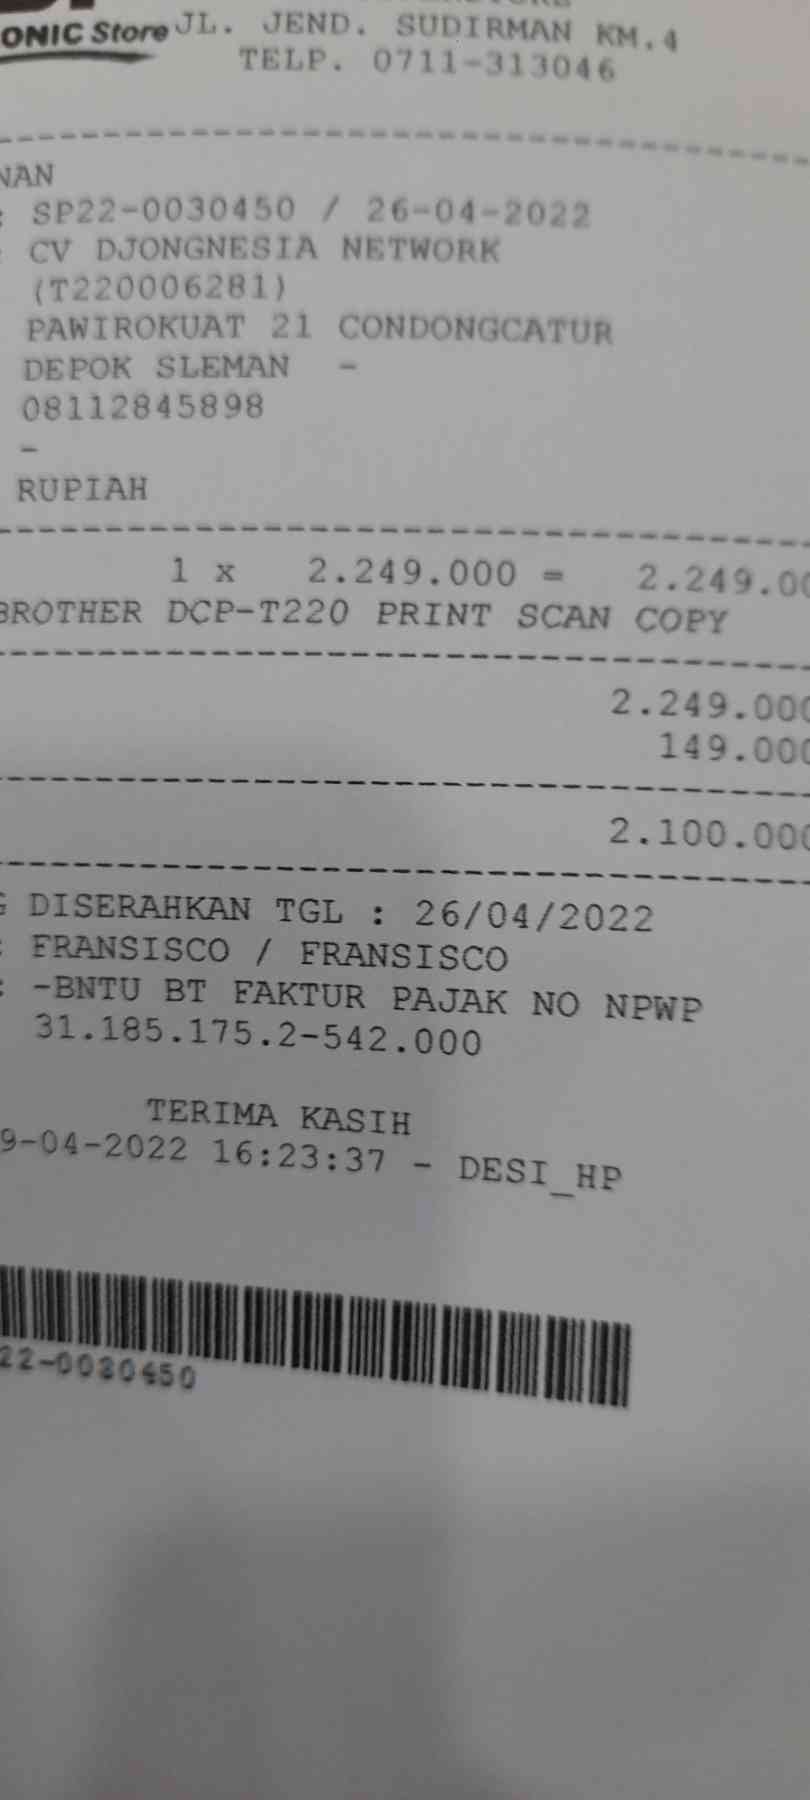 ONIC Store JL. JEND. SUDIRMAN KM.4
TELP. 0711-313046
NAN
: SP22-0030450 / 26-04-2022
: CV DJONGNESIA NETWORK
(T220006281)
PAWIROKUAT 21 CONDONGCATUR
DEPOK SLEMAN -
08112845898
-
RUPIAH
1 x 2.249.000 = 2.249.00
BROTHER DCP-T220 PRINT SCAN COPY
2.249.000
149.000
2.100.000
G DISERAHKAN TGL : 26/04/2022
: FRANSISCO / FRANSISCO
: -BNTU BT FAKTUR PAJAK NO NPWP
31.185.175.2-542.000
TERIMA KASIH
9-04-2022 16:23:37 - DESI_HP
22-0030450